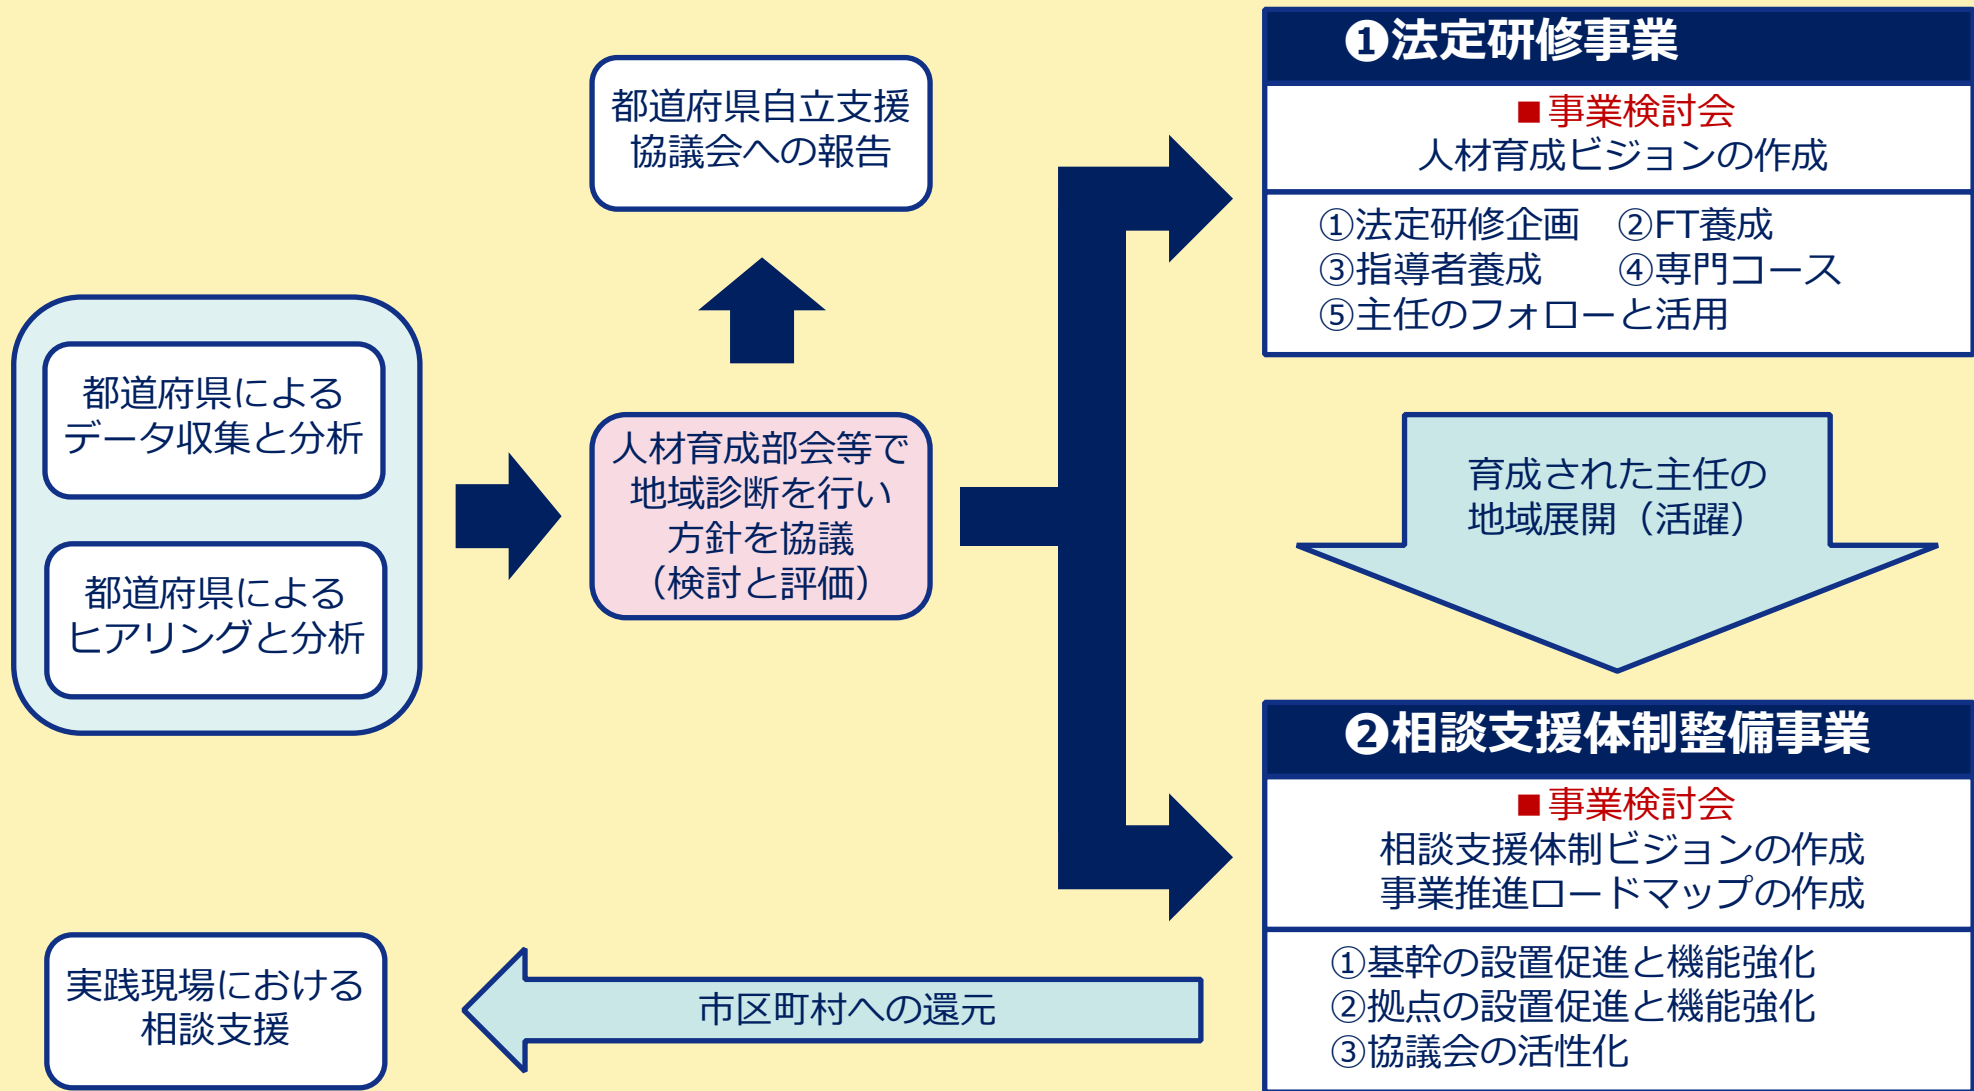 都道府県による
データ収集と分析
都道府県による
ヒアリングと分析
都道府県自立支援
協議会への報告
人材育成部会等で
地域診断を行い
方針を協議
（検討と評価）
❶法定研修事業
■事業検討会
人材育成ビジョンの作成
①法定研修企画　②FT養成
③指導者養成　　④専門コース
⑤主任のフォローと活用
育成された主任の
地域展開（活躍）
❷相談支援体制整備事業
■事業検討会
相談支援体制ビジョンの作成
事業推進ロードマップの作成
①基幹の設置促進と機能強化
②拠点の設置促進と機能強化
③協議会の活性化
市区町村への還元
実践現場における
相談支援